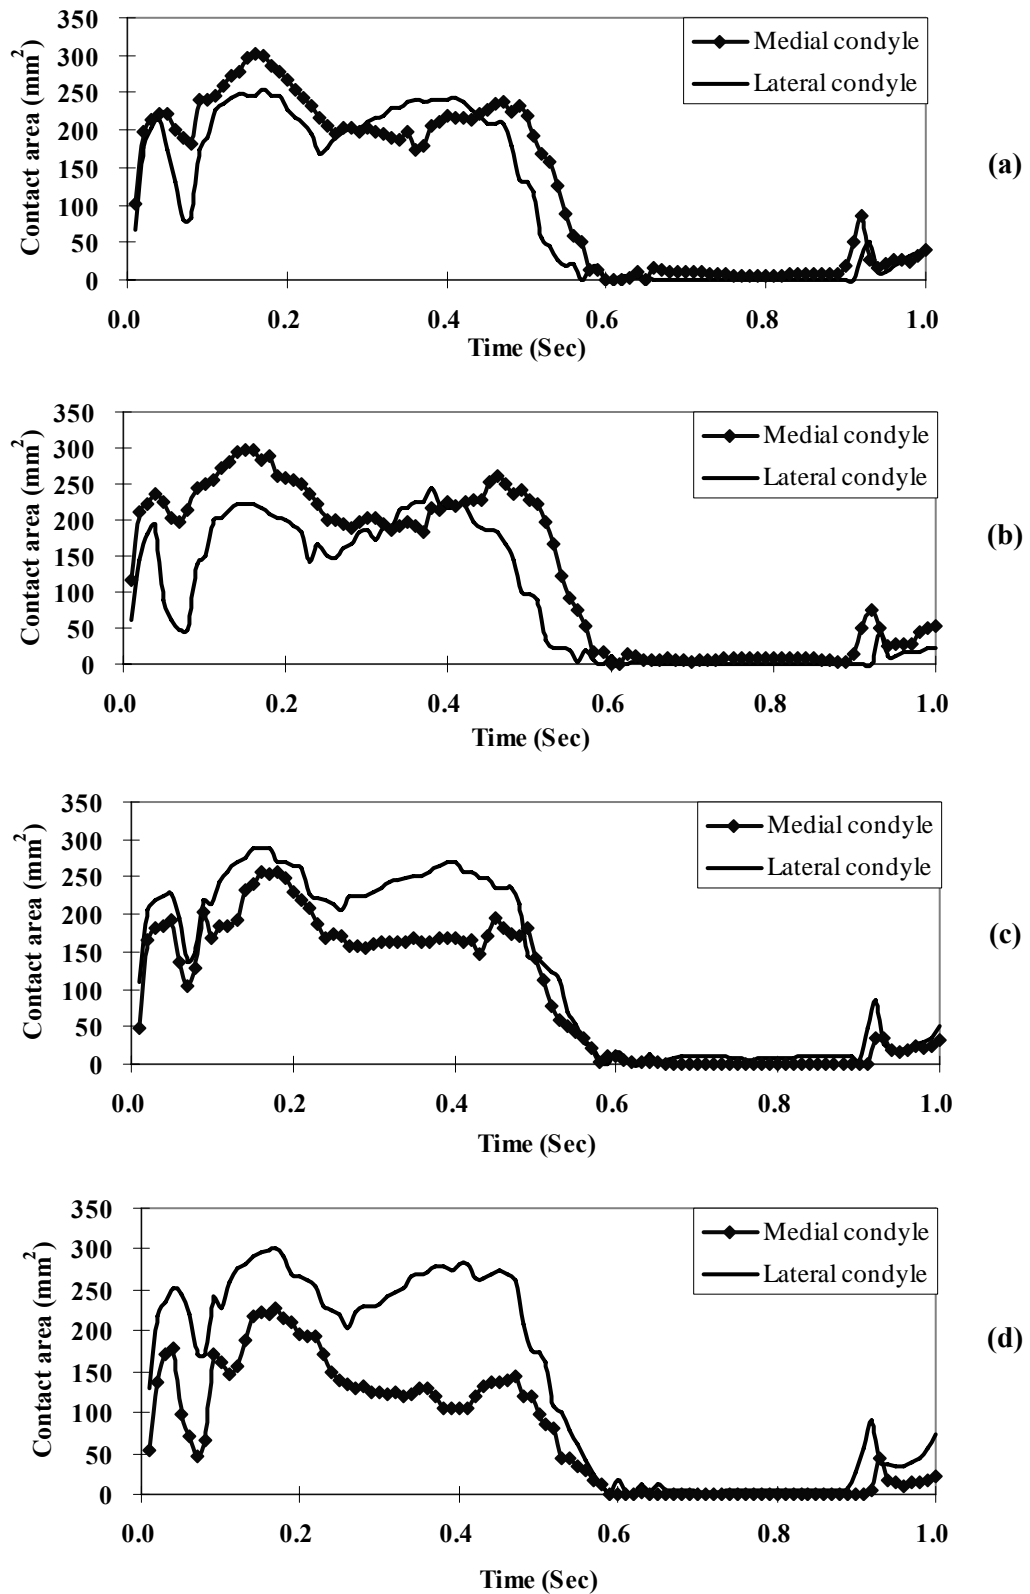 Contact area (mm²)
350
300
250
200
150
100
50
0
Medial condyle
Lateral condyle
(a)
0.0 0.2 0.4 0.6 0.8 1.0
Time (Sec)
Contact area (mm²)
350
300
250
200
150
100
50
0
Medial condyle
Lateral condyle
(b)
0.0 0.2 0.4 0.6 0.8 1.0
Time (Sec)
Contact area (mm²)
350
300
250
200
150
100
50
0
Medial condyle
Lateral condyle
(c)
0.0 0.2 0.4 0.6 0.8 1.0
Time (Sec)
Contact area (mm²)
350
300
250
200
150
100
50
0
Medial condyle
Lateral condyle
(d)
0.0 0.2 0.4 0.6 0.8 1.0
Time (Sec)